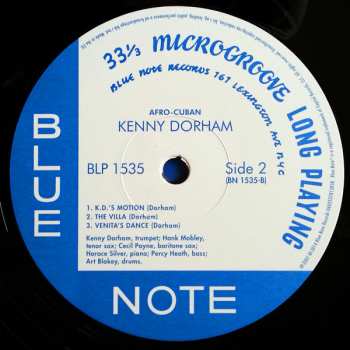 33⅓ MICROGROOVE LONG PLAYING
BLUE NOTE RECORDS 767 LEXINGTON AVE NYC
AFRO-CUBAN
KENNY DORHAM
BLP 1535
Side 2
(BN 1535-B)
1. K.D.'S MOTION (Dorham)
2. THE VILLA (Dorham)
3. VENITA'S DANCE (Dorham)
Kenny Dorham, trumpet; Hank Mobley,
tenor sax; Cecil Payne, baritone sax;
Horace Silver, piano; Percy Heath, bass;
Art Blakey, drums.
BLUE
NOTE